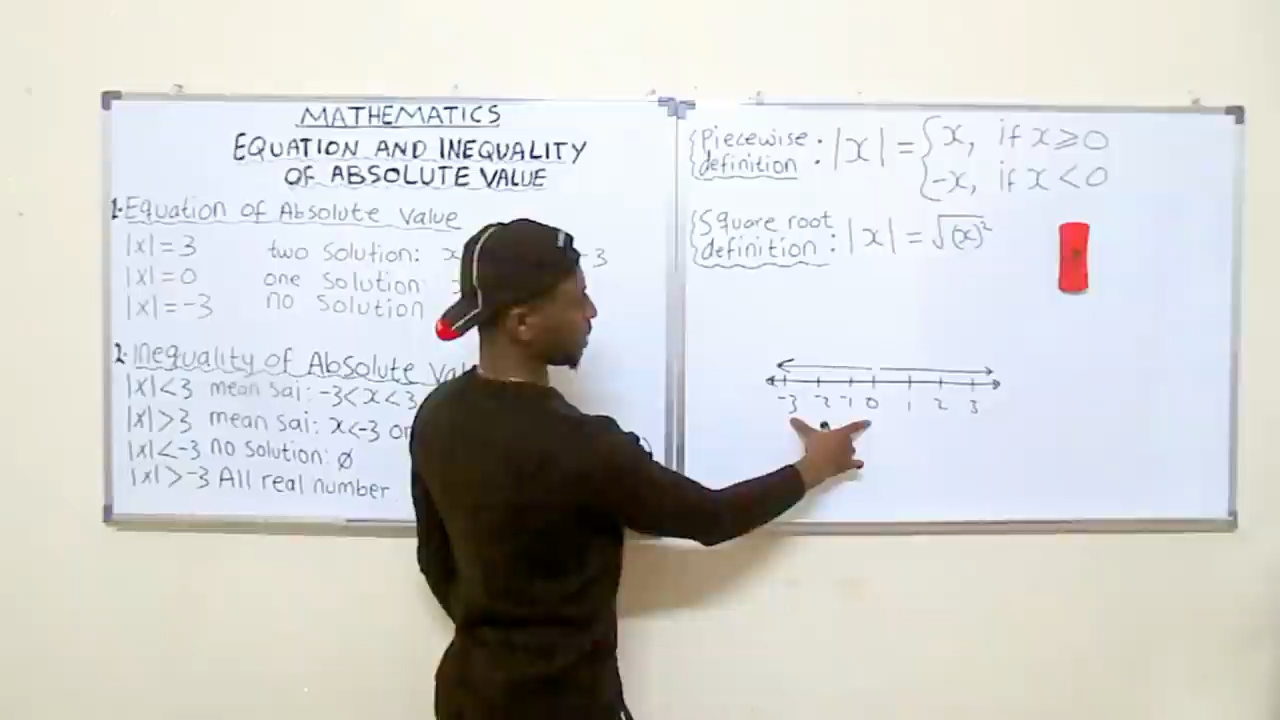 MATHEMATICS
EQUATION AND INEQUALITY
OF ABSOLUTE VALUE
1. Equation of Absolute Value
|x| = 3 two solution: x -3
|x| = 0 one solution
|x| = -3 no solution
2. Inequality of Absolute Va
|x| < 3 mean sai: -3 < x < 3
|x| > 3 mean sai: x < -3 or
|x| < -3 no solution: ∅
|x| > -3 All real number
Piecewise definition: |x| = { x, if x ≥ 0
-x, if x < 0
Square root
definition: |x| = √(x)²
-3 -2 -1 0 1 2 3